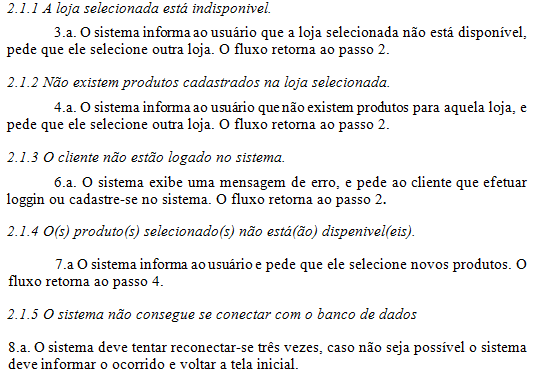 2.1.1 A loja selecionada está indisponivel.
3.a. O sistema informa ao usuário que a loja selecionada não está disponível,
pede que ele selecione outra loja. O fluxo retorna ao passo 2.
2.1.2 Não existem produtos cadastrados na loja selecionada.
4.a. O sistema informa ao usuário que não existem produtos para aquela loja, e
pede que ele selecione outra loja. O fluxo retorna ao passo 2.
2.1.3 O cliente não estão logado no sistema.
6.a. O sistema exibe uma mensagem de erro, e pede ao cliente que efetuar
loggin ou cadastre-se no sistema. O fluxo retorna ao passo 2.
2.1.4 O(s) produto(s) selecionado(s) não está(ão) dispenivel(eis).
7.a O sistema informa ao usuário e pede que ele selecione novos produtos. O
fluxo retorna ao passo 4.
2.1.5 O sistema não consegue se conectar com o banco de dados
8.a. O sistema deve tentar reconectar-se três vezes, caso não seja possível o sistema
deve informar o ocorrido e voltar a tela inicial.